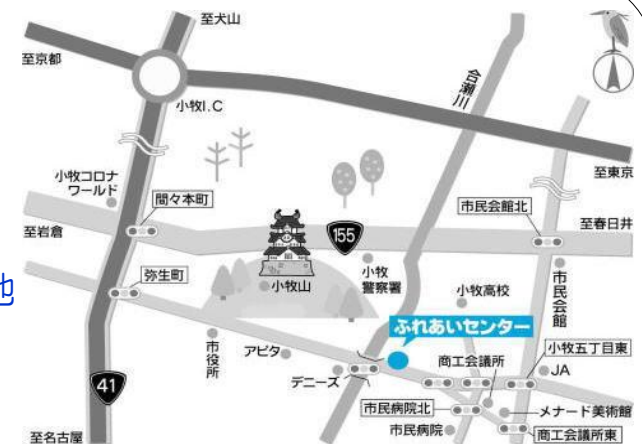 至犬山
至京都
小牧I.C
合瀬川
至東京
小牧コロナ
ワールド
間々本町
市民会館北
至岩倉
155
至春日井
地
弥生町
小牧山
小牧
警察署
小牧高校
市民会館
ふれあいセンター
市役所
アピタ
デニーズ
商工会議所
小牧五丁目東
JA
41
市民病院北
メナード美術館
至名古屋
市民病院
商工会議所東